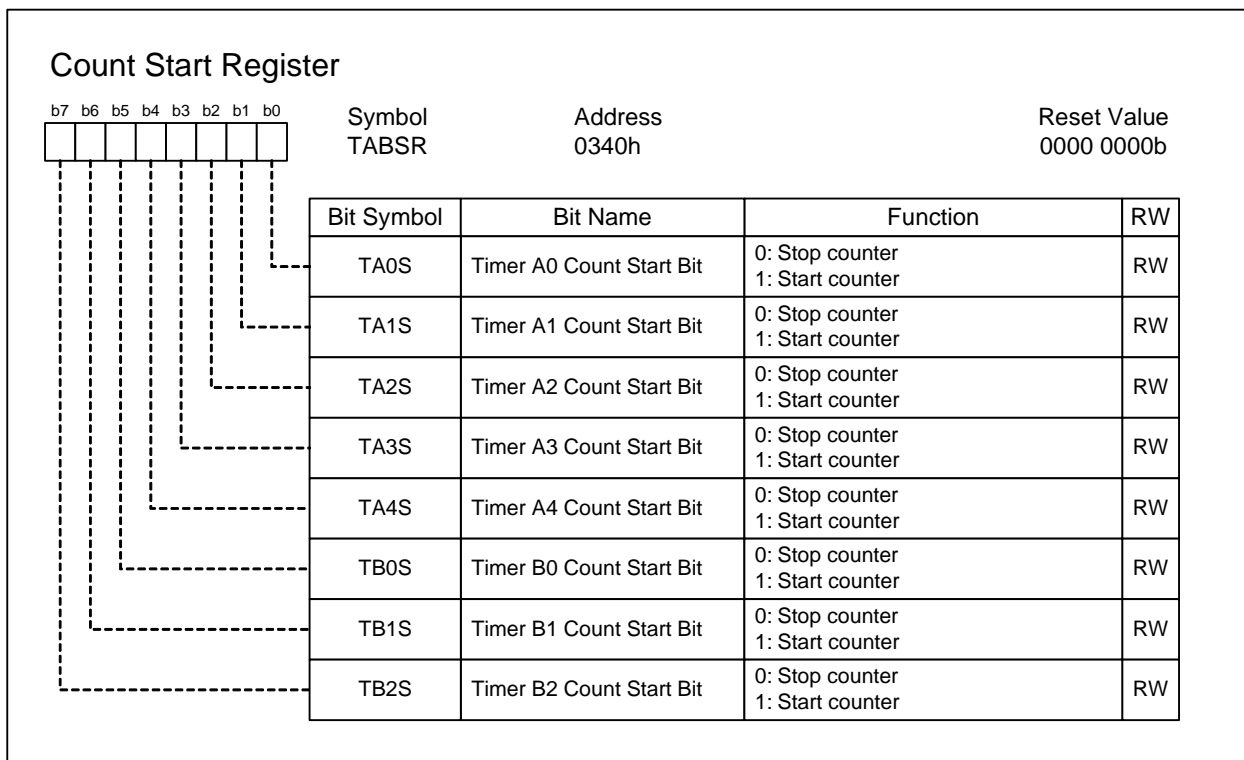 Count Start Register
b7 b6 b5 b4 b3 b2 b1 b0
Symbol Address Reset Value
TABSR 0340h 0000 0000b
Bit Symbol Bit Name Function RW
TA0S Timer A0 Count Start Bit 0: Stop counter
1: Start counter RW
TA1S Timer A1 Count Start Bit 0: Stop counter
1: Start counter RW
TA2S Timer A2 Count Start Bit 0: Stop counter
1: Start counter RW
TA3S Timer A3 Count Start Bit 0: Stop counter
1: Start counter RW
TA4S Timer A4 Count Start Bit 0: Stop counter
1: Start counter RW
TB0S Timer B0 Count Start Bit 0: Stop counter
1: Start counter RW
TB1S Timer B1 Count Start Bit 0: Stop counter
1: Start counter RW
TB2S Timer B2 Count Start Bit 0: Stop counter
1: Start counter RW